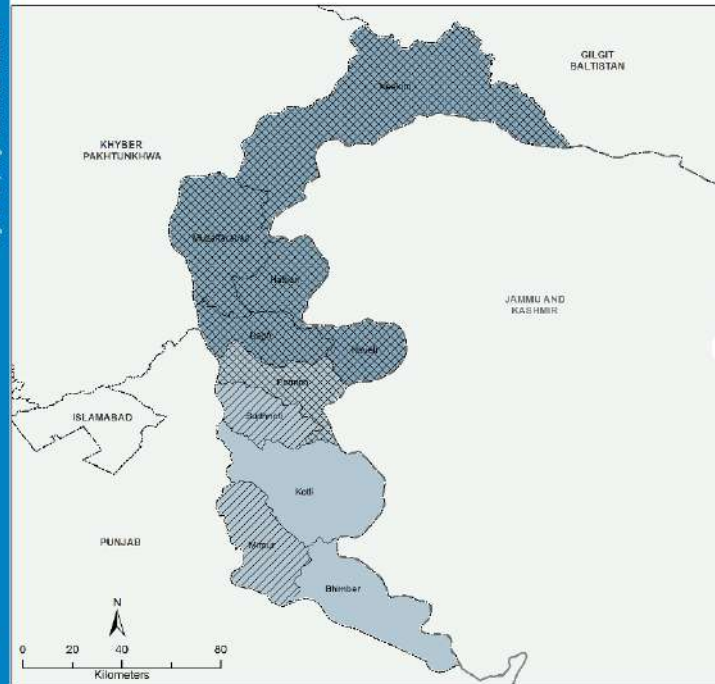 GILGIT
BALTISTAN
Neelum
KHYBER
PAKHTUNKHWA
Hattian
JAMMU AND
KASHMIR
Bagh
Haveli
Poonch
ISLAMABAD
Sudhnoti
Kotli
PUNJAB
Mirpur
Bhimber
N
0 20 40 80
Kilometers